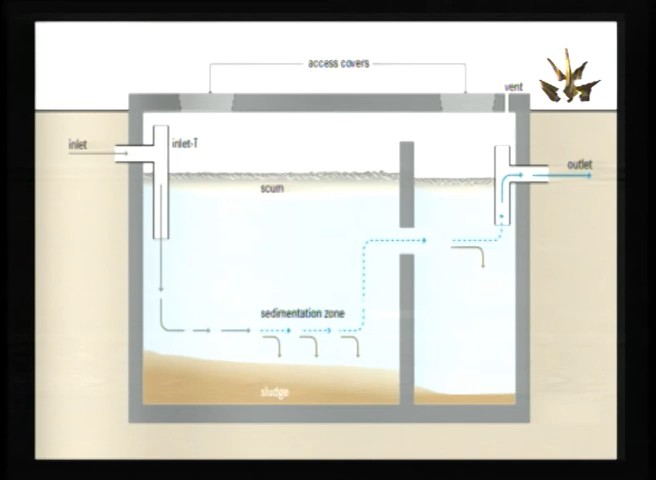 access covers
vent
inlet
inlet-T
outlet
scum
sedimentation zone
sludge